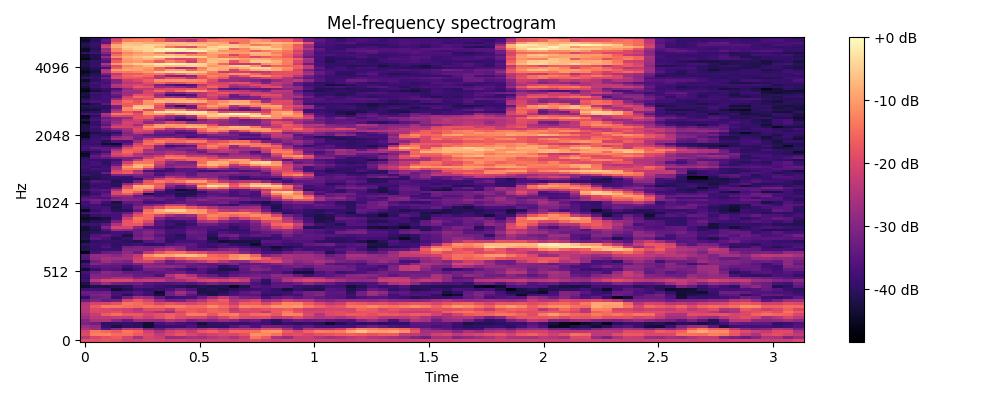 Mel-frequency spectrogram
+0 dB
4096
-10 dB
2048
-20 dB
Hz
1024
-30 dB
512
-40 dB
0
0 0.5 1 1.5 2 2.5 3
Time